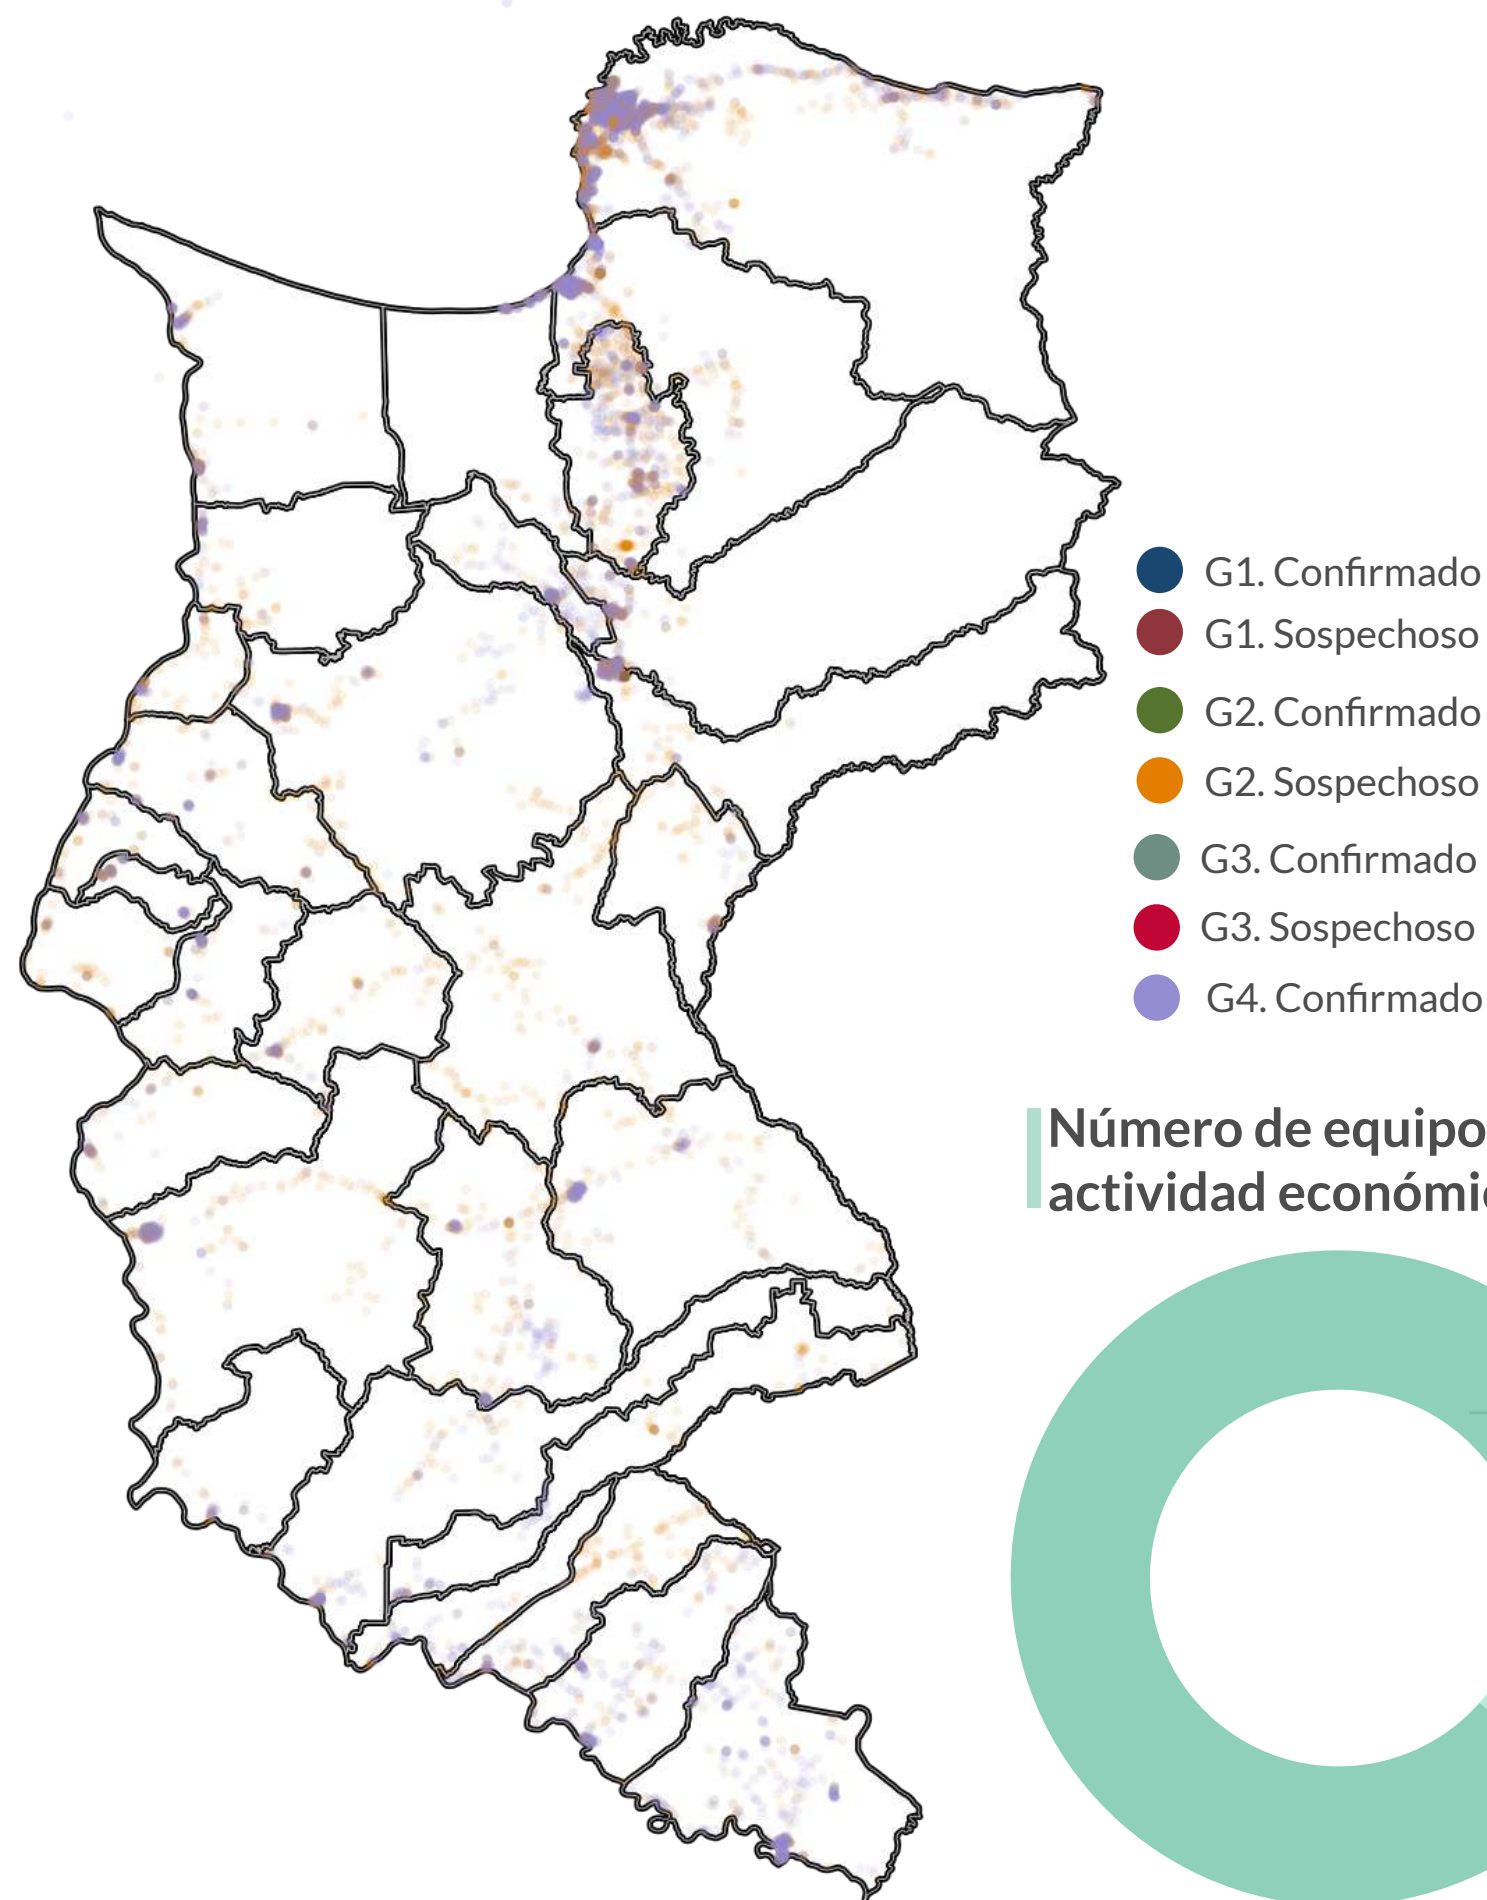 G1. Confirmado
G1. Sospechoso
G2. Confirmado
G2. Sospechoso
G3. Confirmado
G3. Sospechoso
G4. Confirmado
Número de equipo
actividad económi